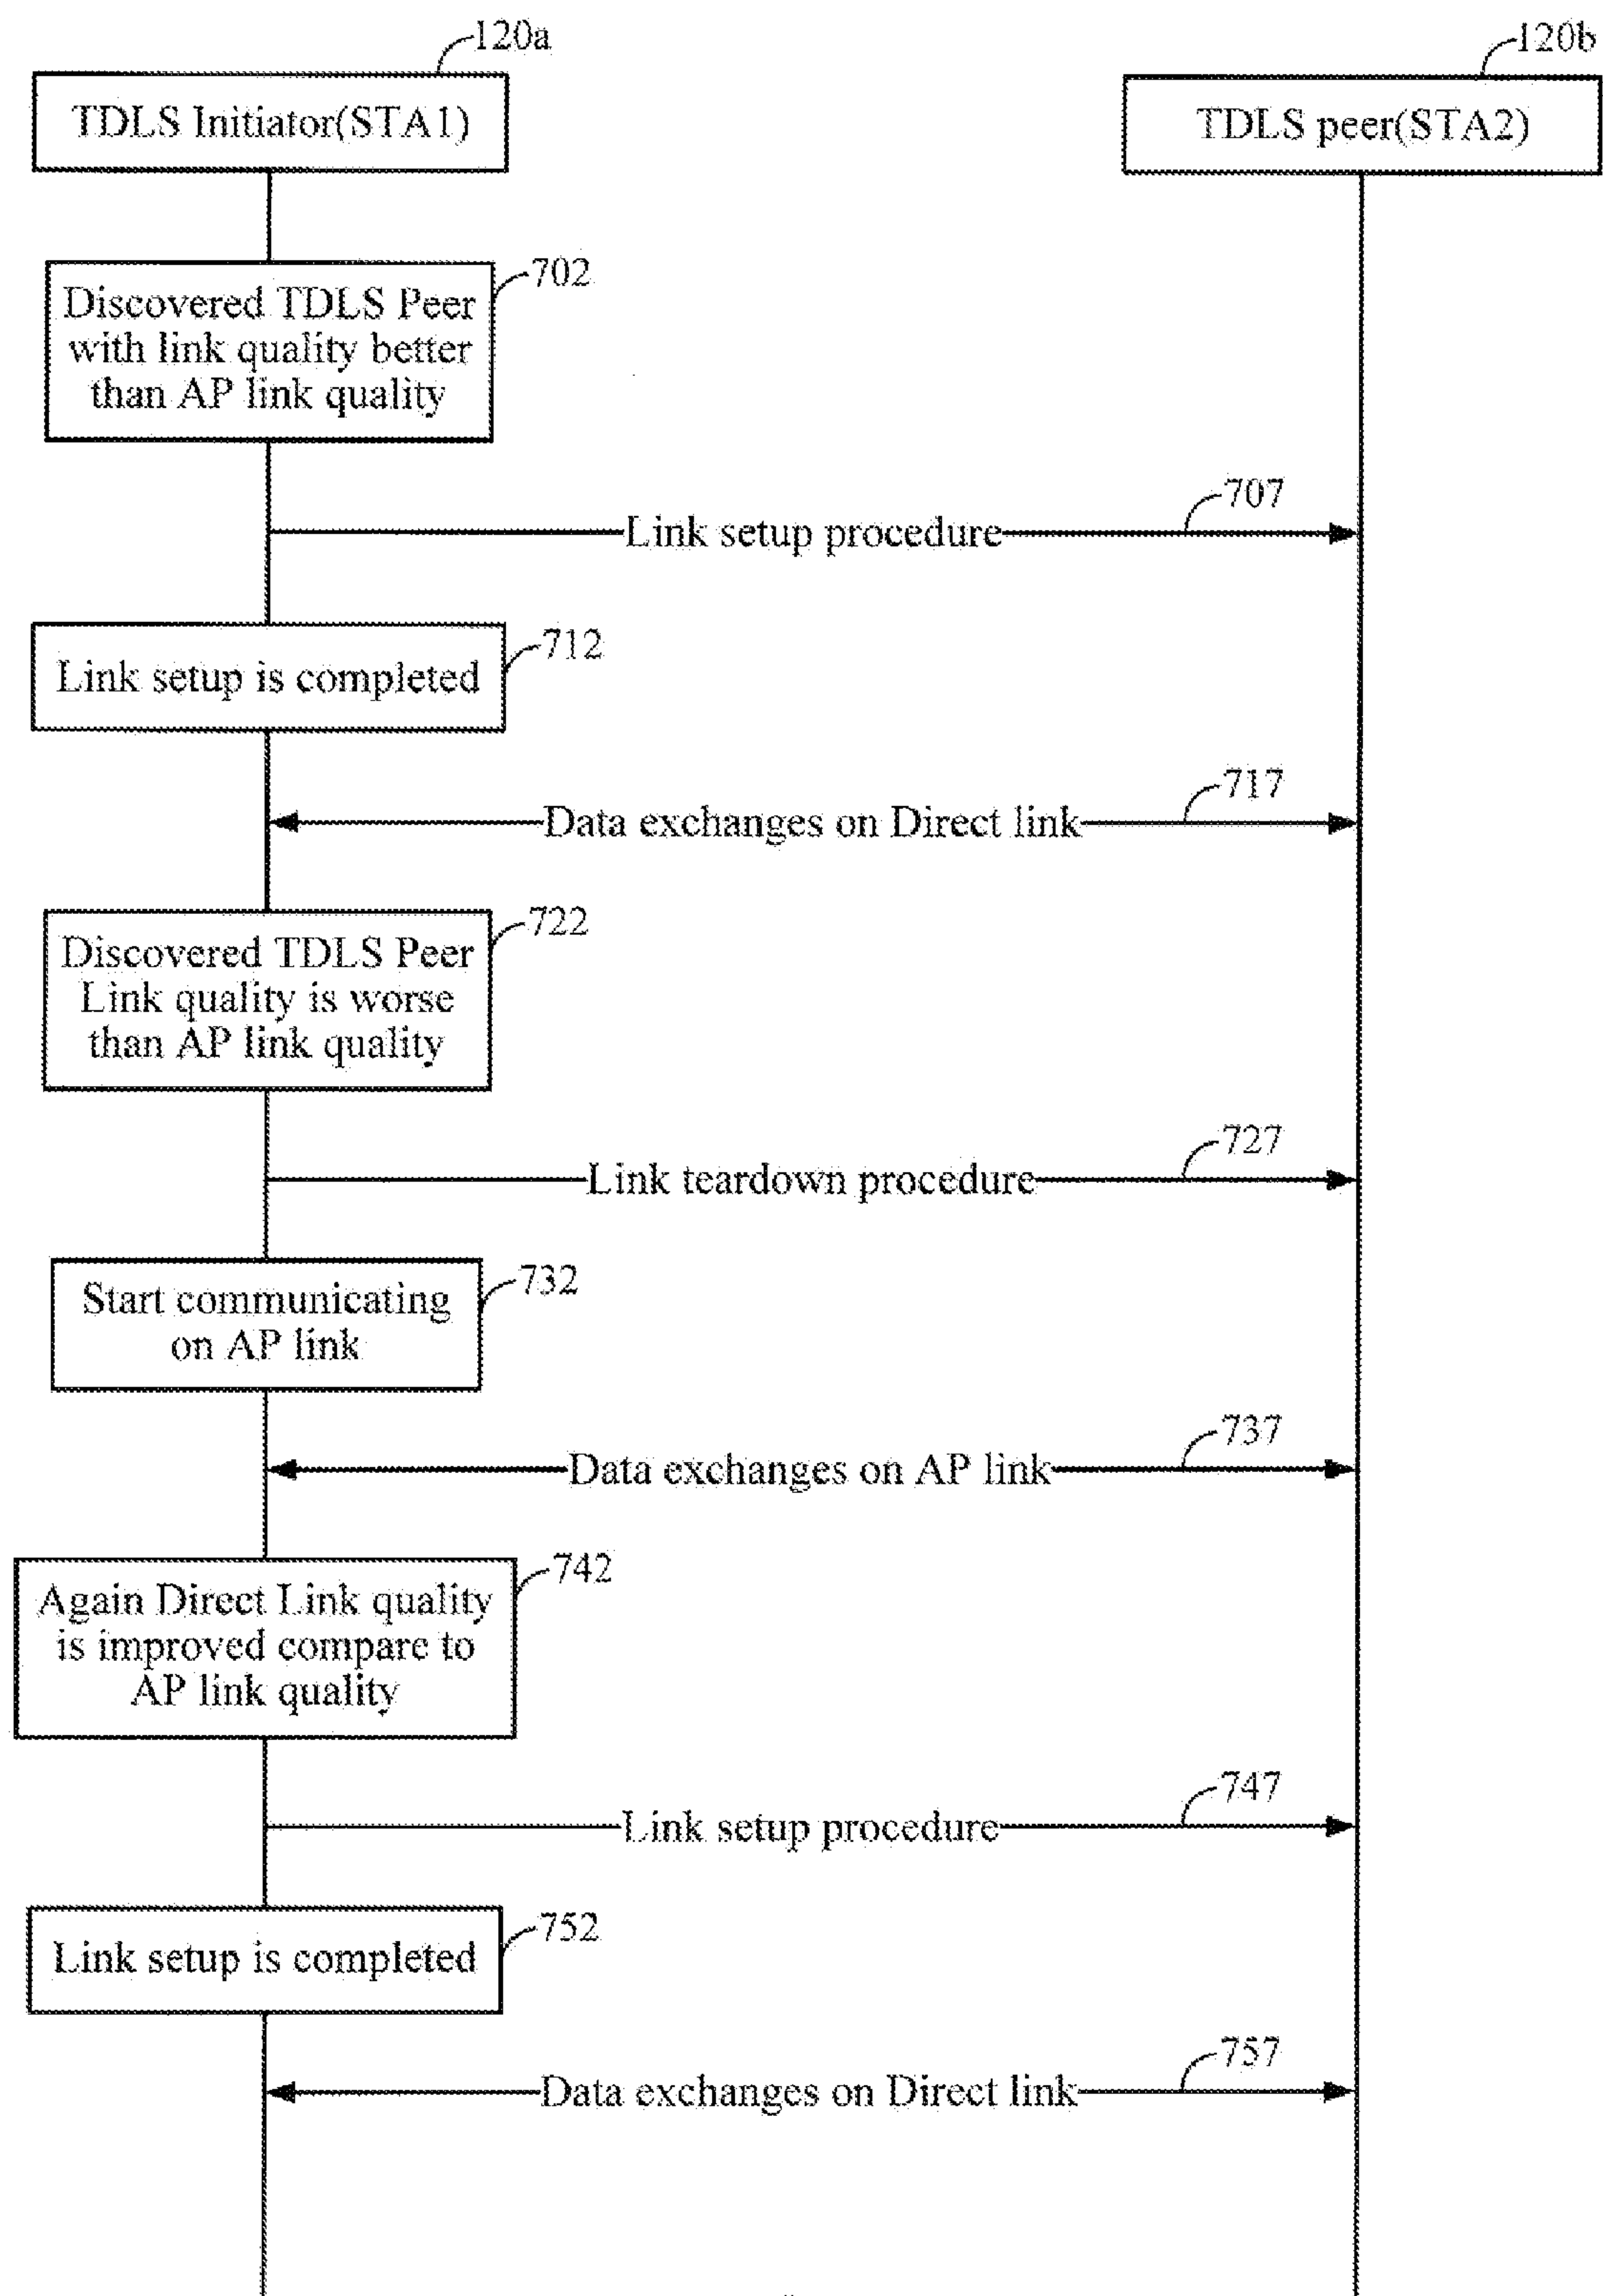 120a
120b
TDLS Initiator(STA1)
TDLS peer(STA2)
702
Discovered TDLS Peer
with link quality better
than AP link quality
707
Link setup procedure
712
Link setup is completed
717
Data exchanges on Direct link
722
Discovered TDLS Peer
Link quality is worse
than AP link quality
727
Link teardown procedure
732
Start communicating
on AP link
737
Data exchanges on AP link
742
Again Direct Link quality
is improved compare to
AP link quality
747
Link setup procedure
752
Link setup is completed
757
Data exchanges on Direct link